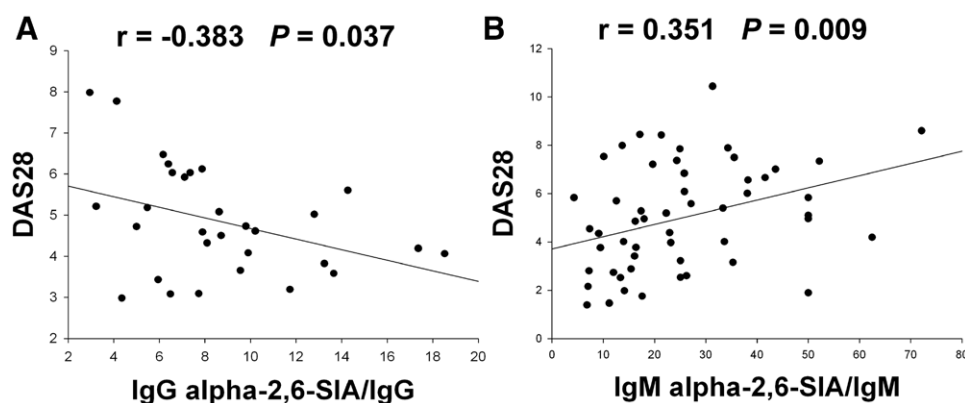 A
r = -0.383 P = 0.037
DAS28
9
8
7
6
5
4
3
2
2 4 6 8 10 12 14 16 18 20
IgG alpha-2,6-SIA/IgG
B
r = 0.351 P = 0.009
DAS28
12
10
8
6
4
2
0
0 10 20 30 40 50 60 70 80
IgM alpha-2,6-SIA/IgM